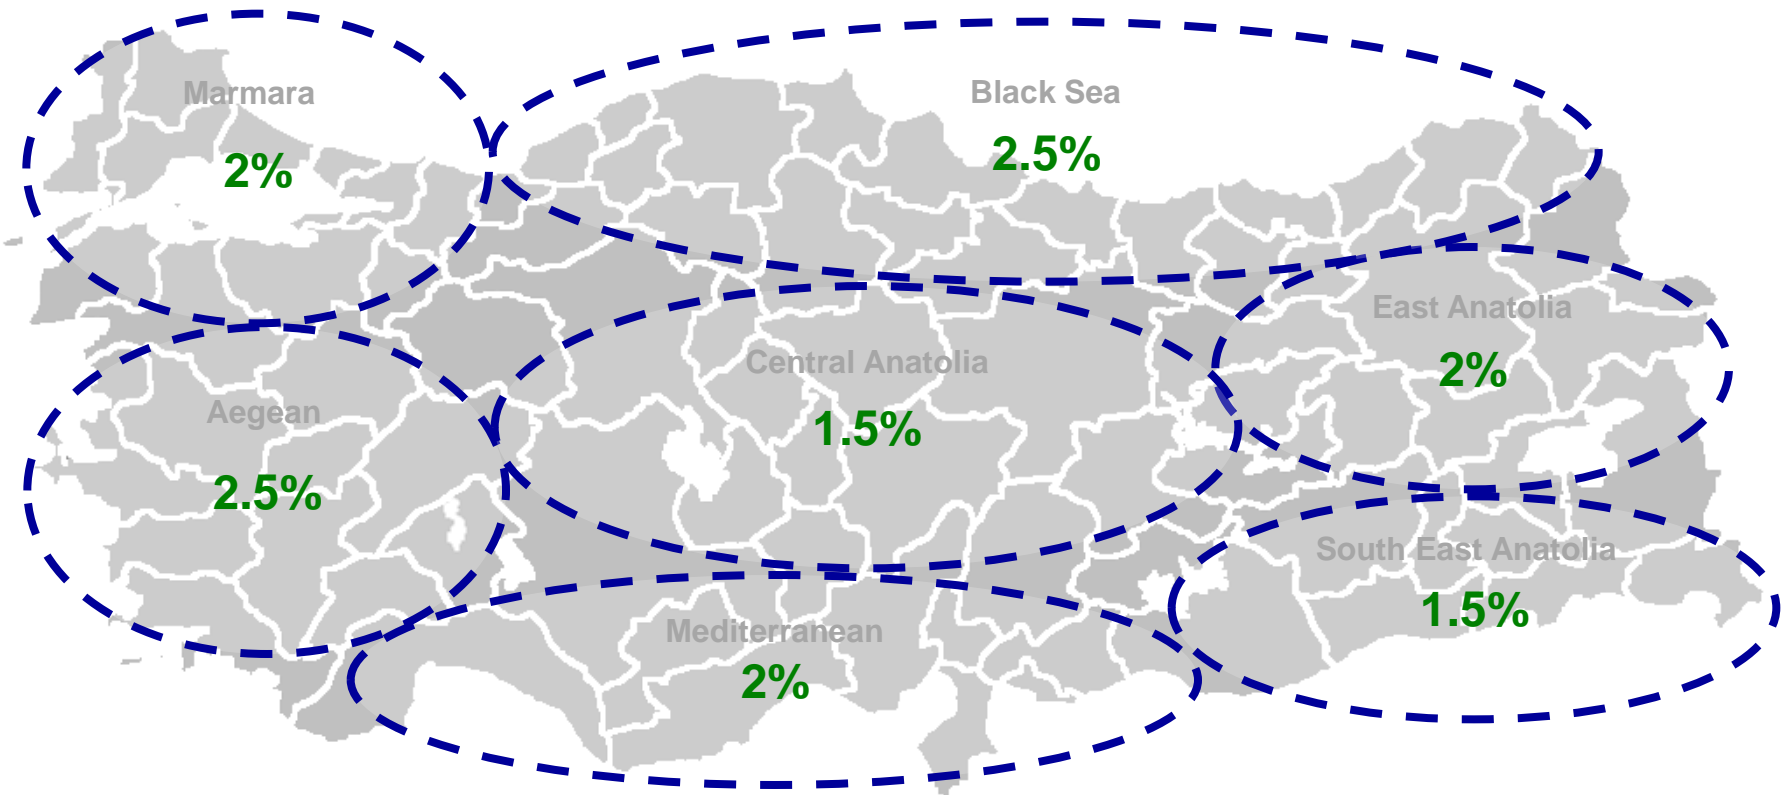 Marmara
2%
Black Sea
2.5%
East Anatolia
2%
Central Anatolia
1.5%
Aegean
2.5%
South East Anatolia
1.5%
Mediterranean
2%